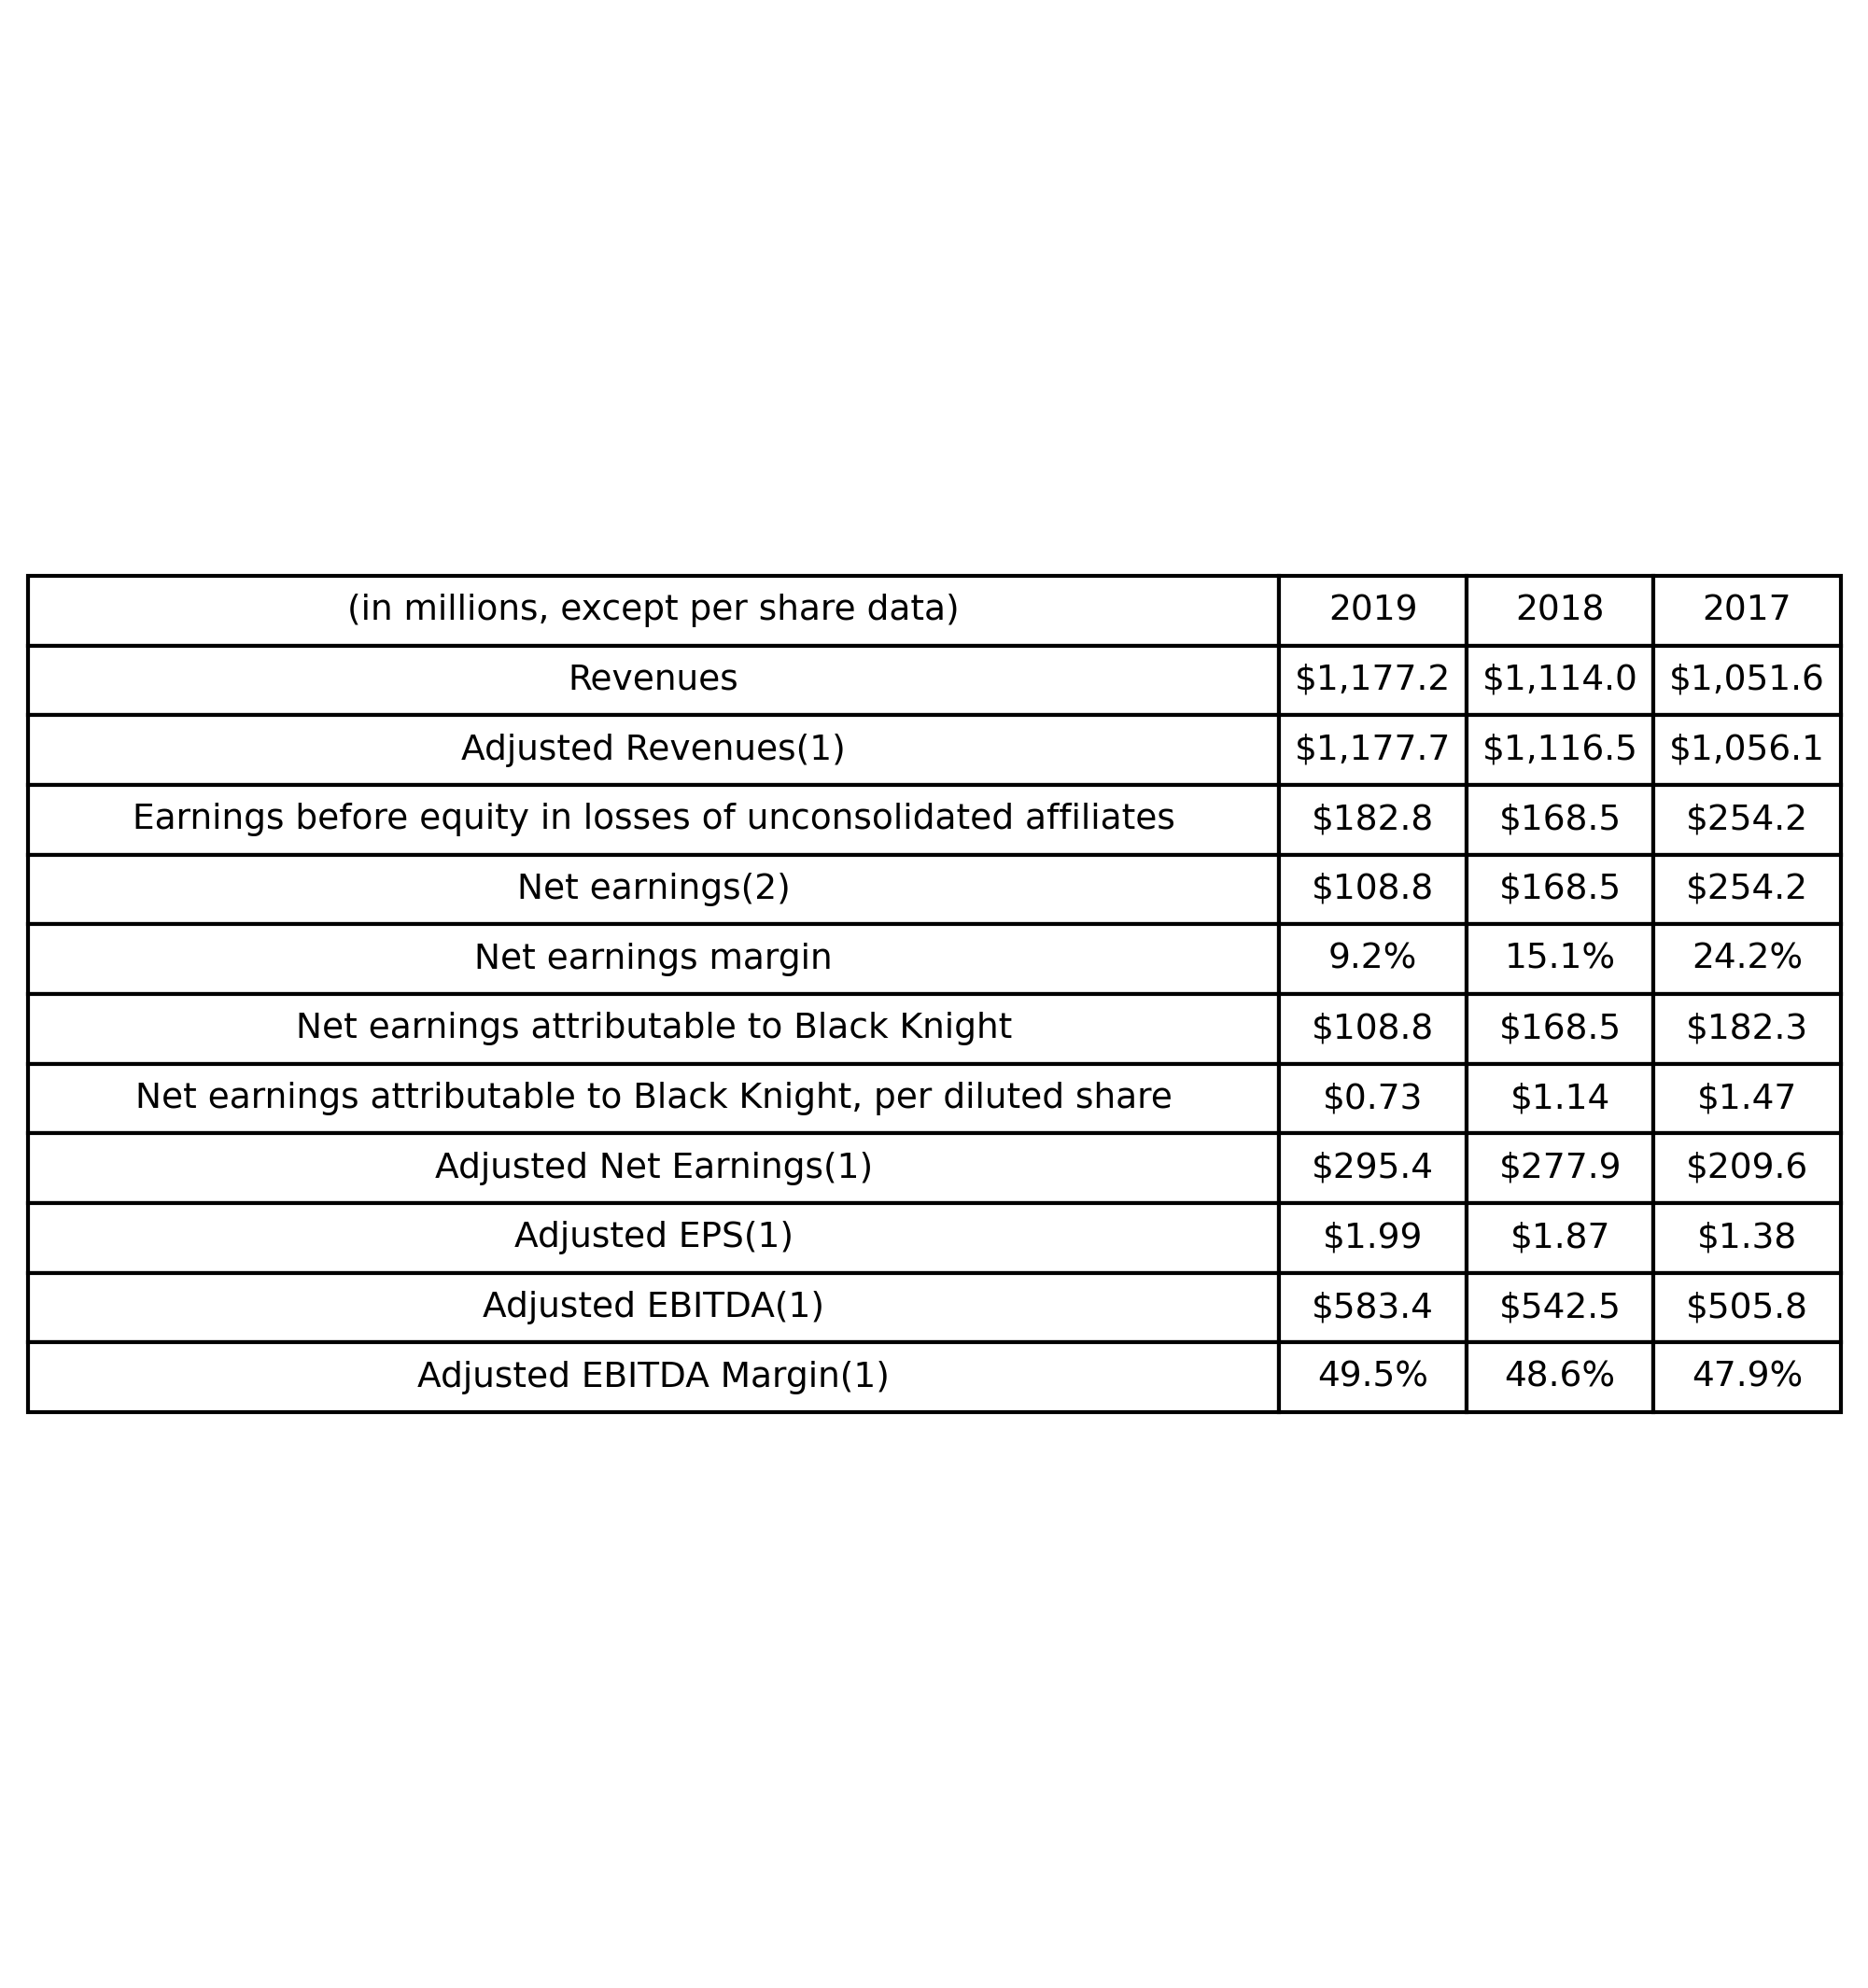 (in millions, except per share data) 2019 2018 2017
Revenues $1,177.2 $1,114.0 $1,051.6
Adjusted Revenues(1) $1,177.7 $1,116.5 $1,056.1
Earnings before equity in losses of unconsolidated affiliates $182.8 $168.5 $254.2
Net earnings(2) $108.8 $168.5 $254.2
Net earnings margin 9.2% 15.1% 24.2%
Net earnings attributable to Black Knight $108.8 $168.5 $182.3
Net earnings attributable to Black Knight, per diluted share $0.73 $1.14 $1.47
Adjusted Net Earnings(1) $295.4 $277.9 $209.6
Adjusted EPS(1) $1.99 $1.87 $1.38
Adjusted EBITDA(1) $583.4 $542.5 $505.8
Adjusted EBITDA Margin(1) 49.5% 48.6% 47.9%